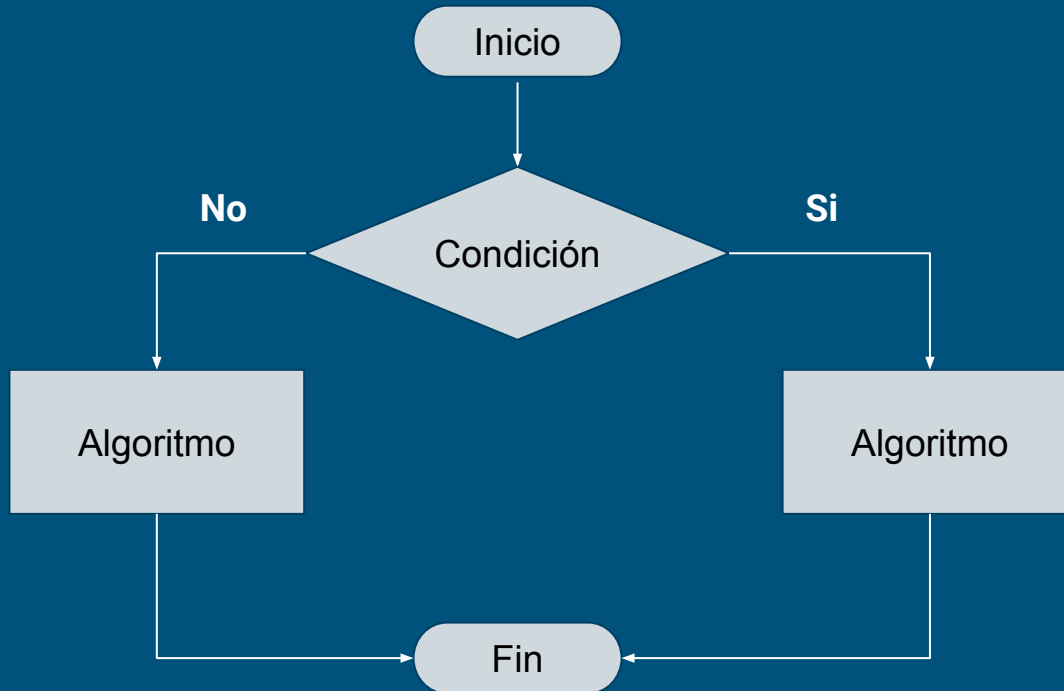 Inicio
No
Si
Condición
Algoritmo
Algoritmo
Fin